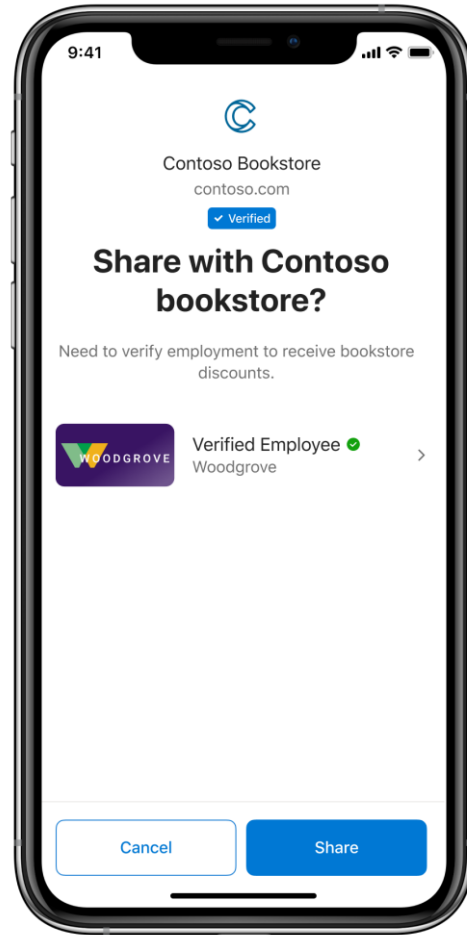 9:41
Contoso Bookstore
contoso.com
Verified
Share with Contoso
bookstore?
Need to verify employment to receive bookstore
discounts.
WOODGROVE
Verified Employee
Woodgrove
Cancel
Share